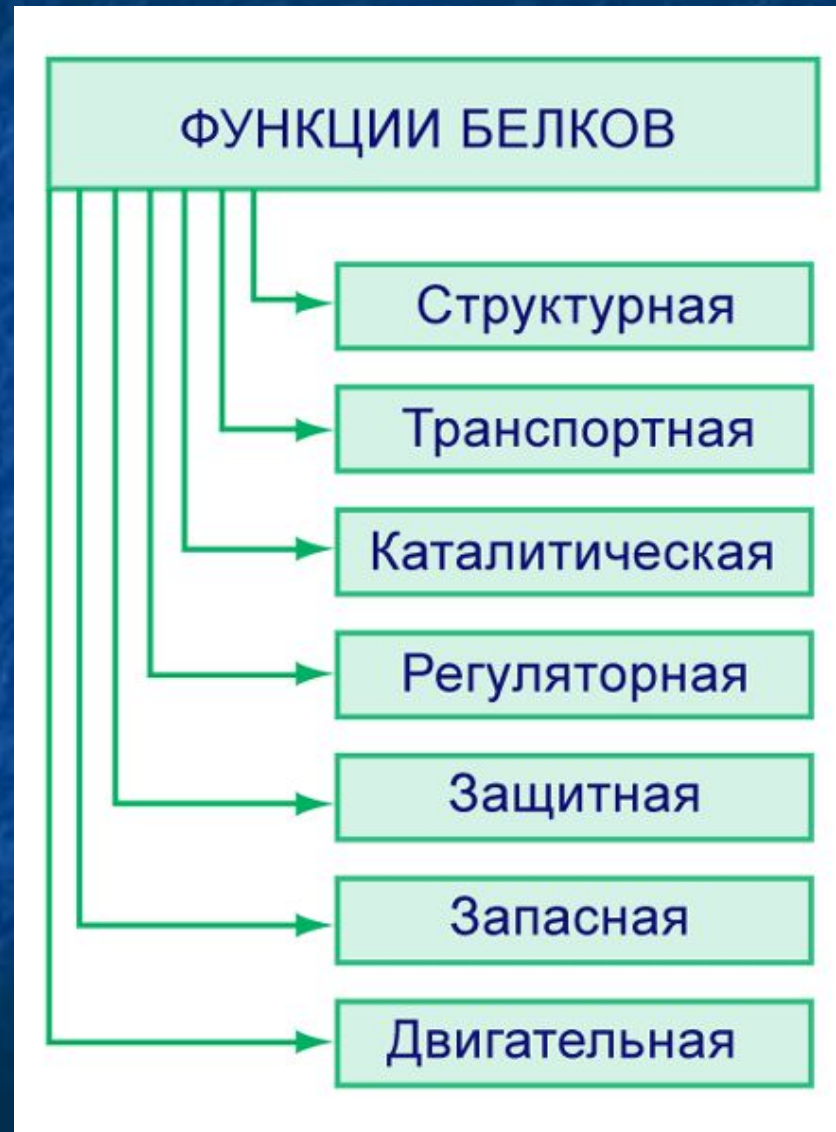 ФУНКЦИИ БЕЛКОВ
Структурная
Транспортная
Каталитическая
Регуляторная
Защитная
Запасная
Двигательная